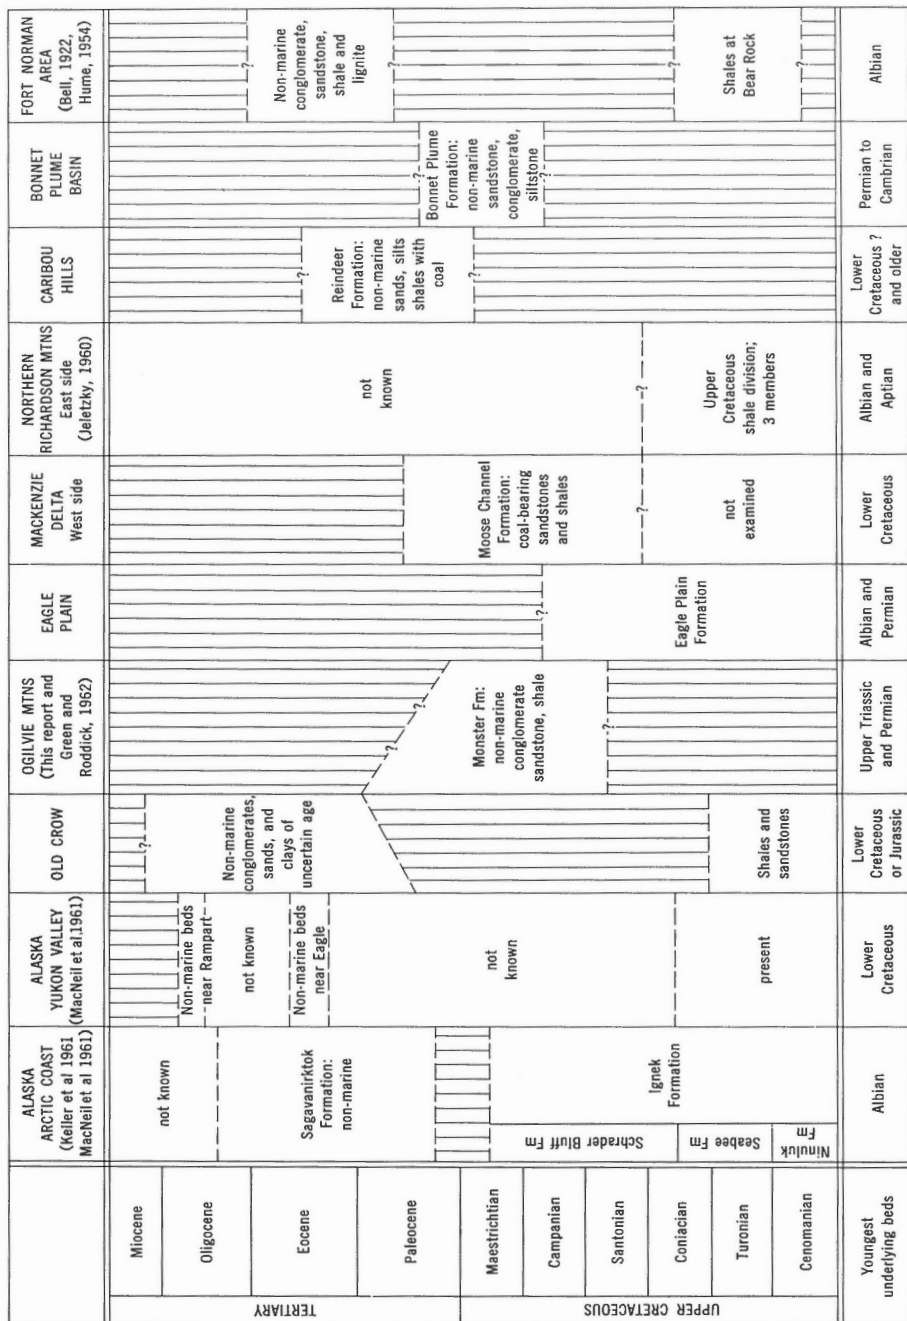 ALASKA
ARCTIC COAST
(Keller et al 1961
MacNeil et al 1961)
ALASKA
YUKON VALLEY
(MacNeil et al,1961)
OLD CROW
OGILVIE MTNS
(This report and
Green and
Roddick, 1962)
EAGLE
PLAIN
MACKENZIE
DELTA
West side
NORTHERN
RICHARDSON MTNS
East side
(Jeletzky, 1960)
CARIBOU
HILLS
BONNET
PLUME
BASIN
FORT NORMAN
AREA
(Bell, 1922,
Hume, 1954)
TERTIARY
Miocene
Oligocene
Eocene
Paleocene
UPPER CRETACEOUS
Maestrichtian
Campanian
Santonian
Coniacian
Turonian
Cenomanian
Youngest
underlying beds
not known
Sagavanirktok
Formation:
non-marine
Schrader Bluff Fm
Seabee Fm
Ninuluk
Fm
Ignek
Formation
Albian
Non-marine beds
near Rampart
not known
Non-marine beds
near Eagle
not
known
present
Lower
Cretaceous
?
Non-marine
conglomerates,
sands, and
clays of
uncertain age
Shales and
sandstones
Lower
Cretaceous
or Jurassic
?
?
Monster Fm:
non-marine
conglomerate
sandstone, shale
?
Upper Triassic
and Permian
?
Eagle Plain
Formation
Albian and
Permian
Moose Channel
Formation:
coal-bearing
sandstones
and shales
?
not
examined
Lower
Cretaceous
not
known
?
Upper
Cretaceous
shale division;
3 members
Albian and
Aptian
?
Reindeer
Formation:
non-marine
sands, silts
shales with
coal
?
Lower
Cretaceous ?
and older
?
Bonnet Plume
Formation:
non-marine
sandstone,
conglomerate,
siltstone
?
Permian to
Cambrian
?
Non-marine
conglomerate,
sandstone,
shale and
lignite
?
?
Shales at
Bear Rock
?
Albian